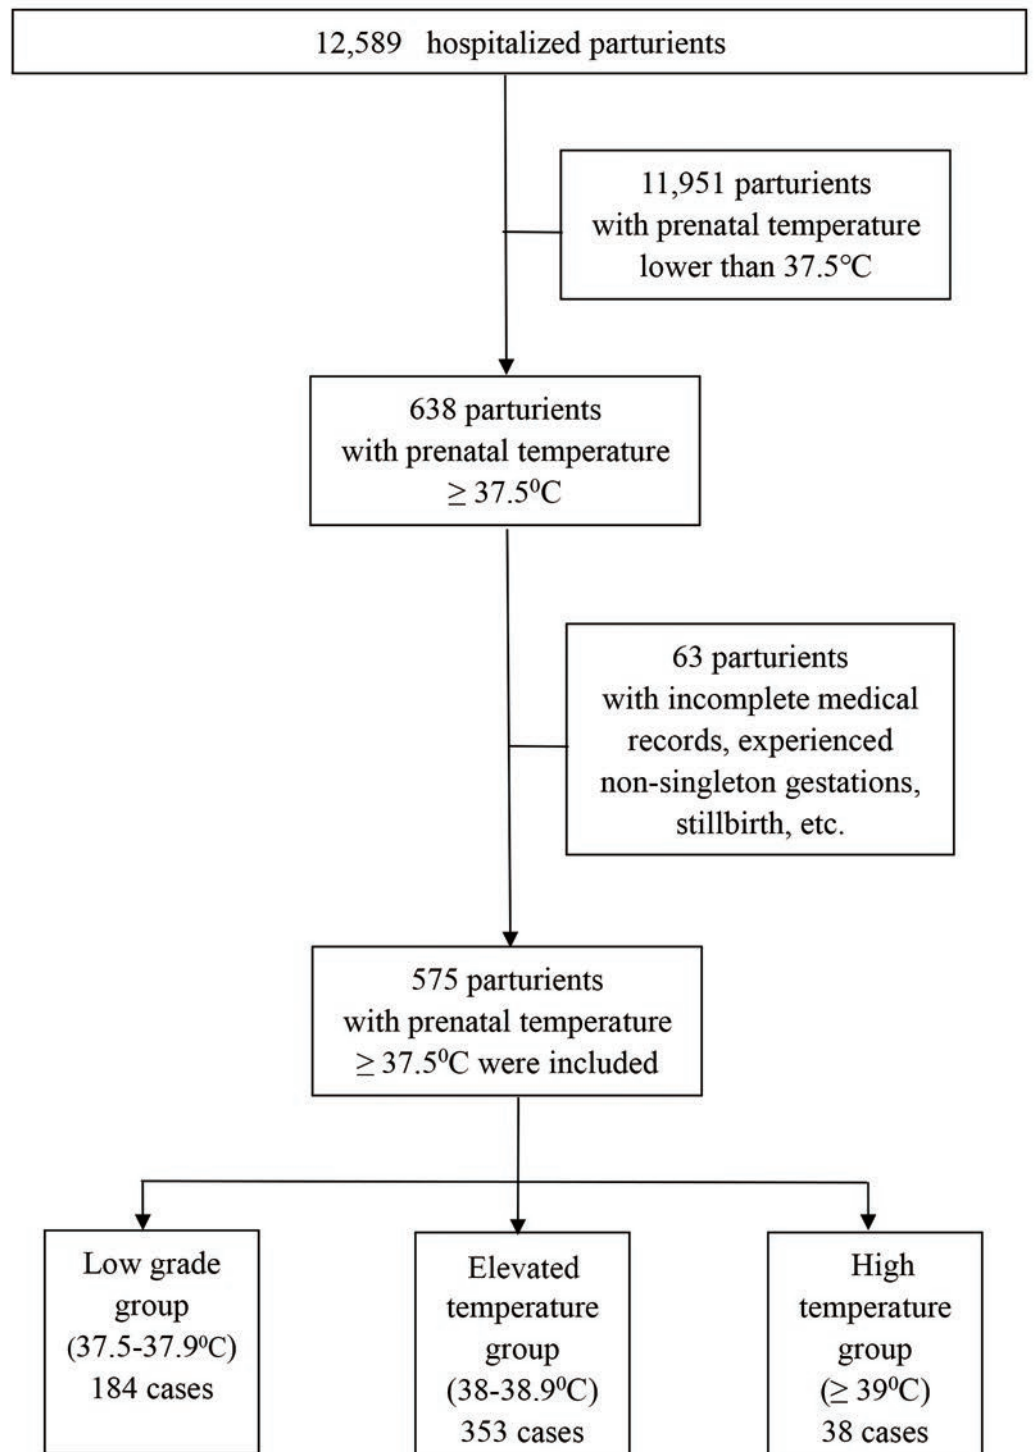 12,589 hospitalized parturients
11,951 parturients
with prenatal temperature
lower than 37.5℃
638 parturients
with prenatal temperature
≥ 37.5⁰C
63 parturients
with incomplete medical
records, experienced
non-singleton gestations,
stillbirth, etc.
575 parturients
with prenatal temperature
≥ 37.5⁰C were included
Low grade
group
(37.5-37.9⁰C)
184 cases
Elevated
temperature
group
(38-38.9⁰C)
353 cases
High
temperature
group
(≥ 39⁰C)
38 cases